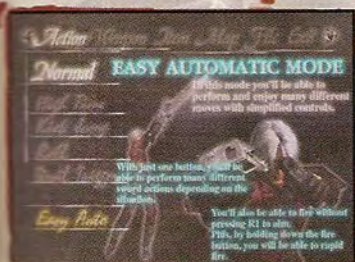 Action Weapon Item
Normal
EASY AUTOMATIC MODE
In this mode you'll be able to
perform and enjoy many different
moves with simplified controls.
With just one button, you'll be
able to perform many different
sword actions depending on the
situation.
Easy Auto
You'll also be able to fire without
pressing R1 to aim.
Plus, by holding down the fire
button, you will be able to rapid
fire.